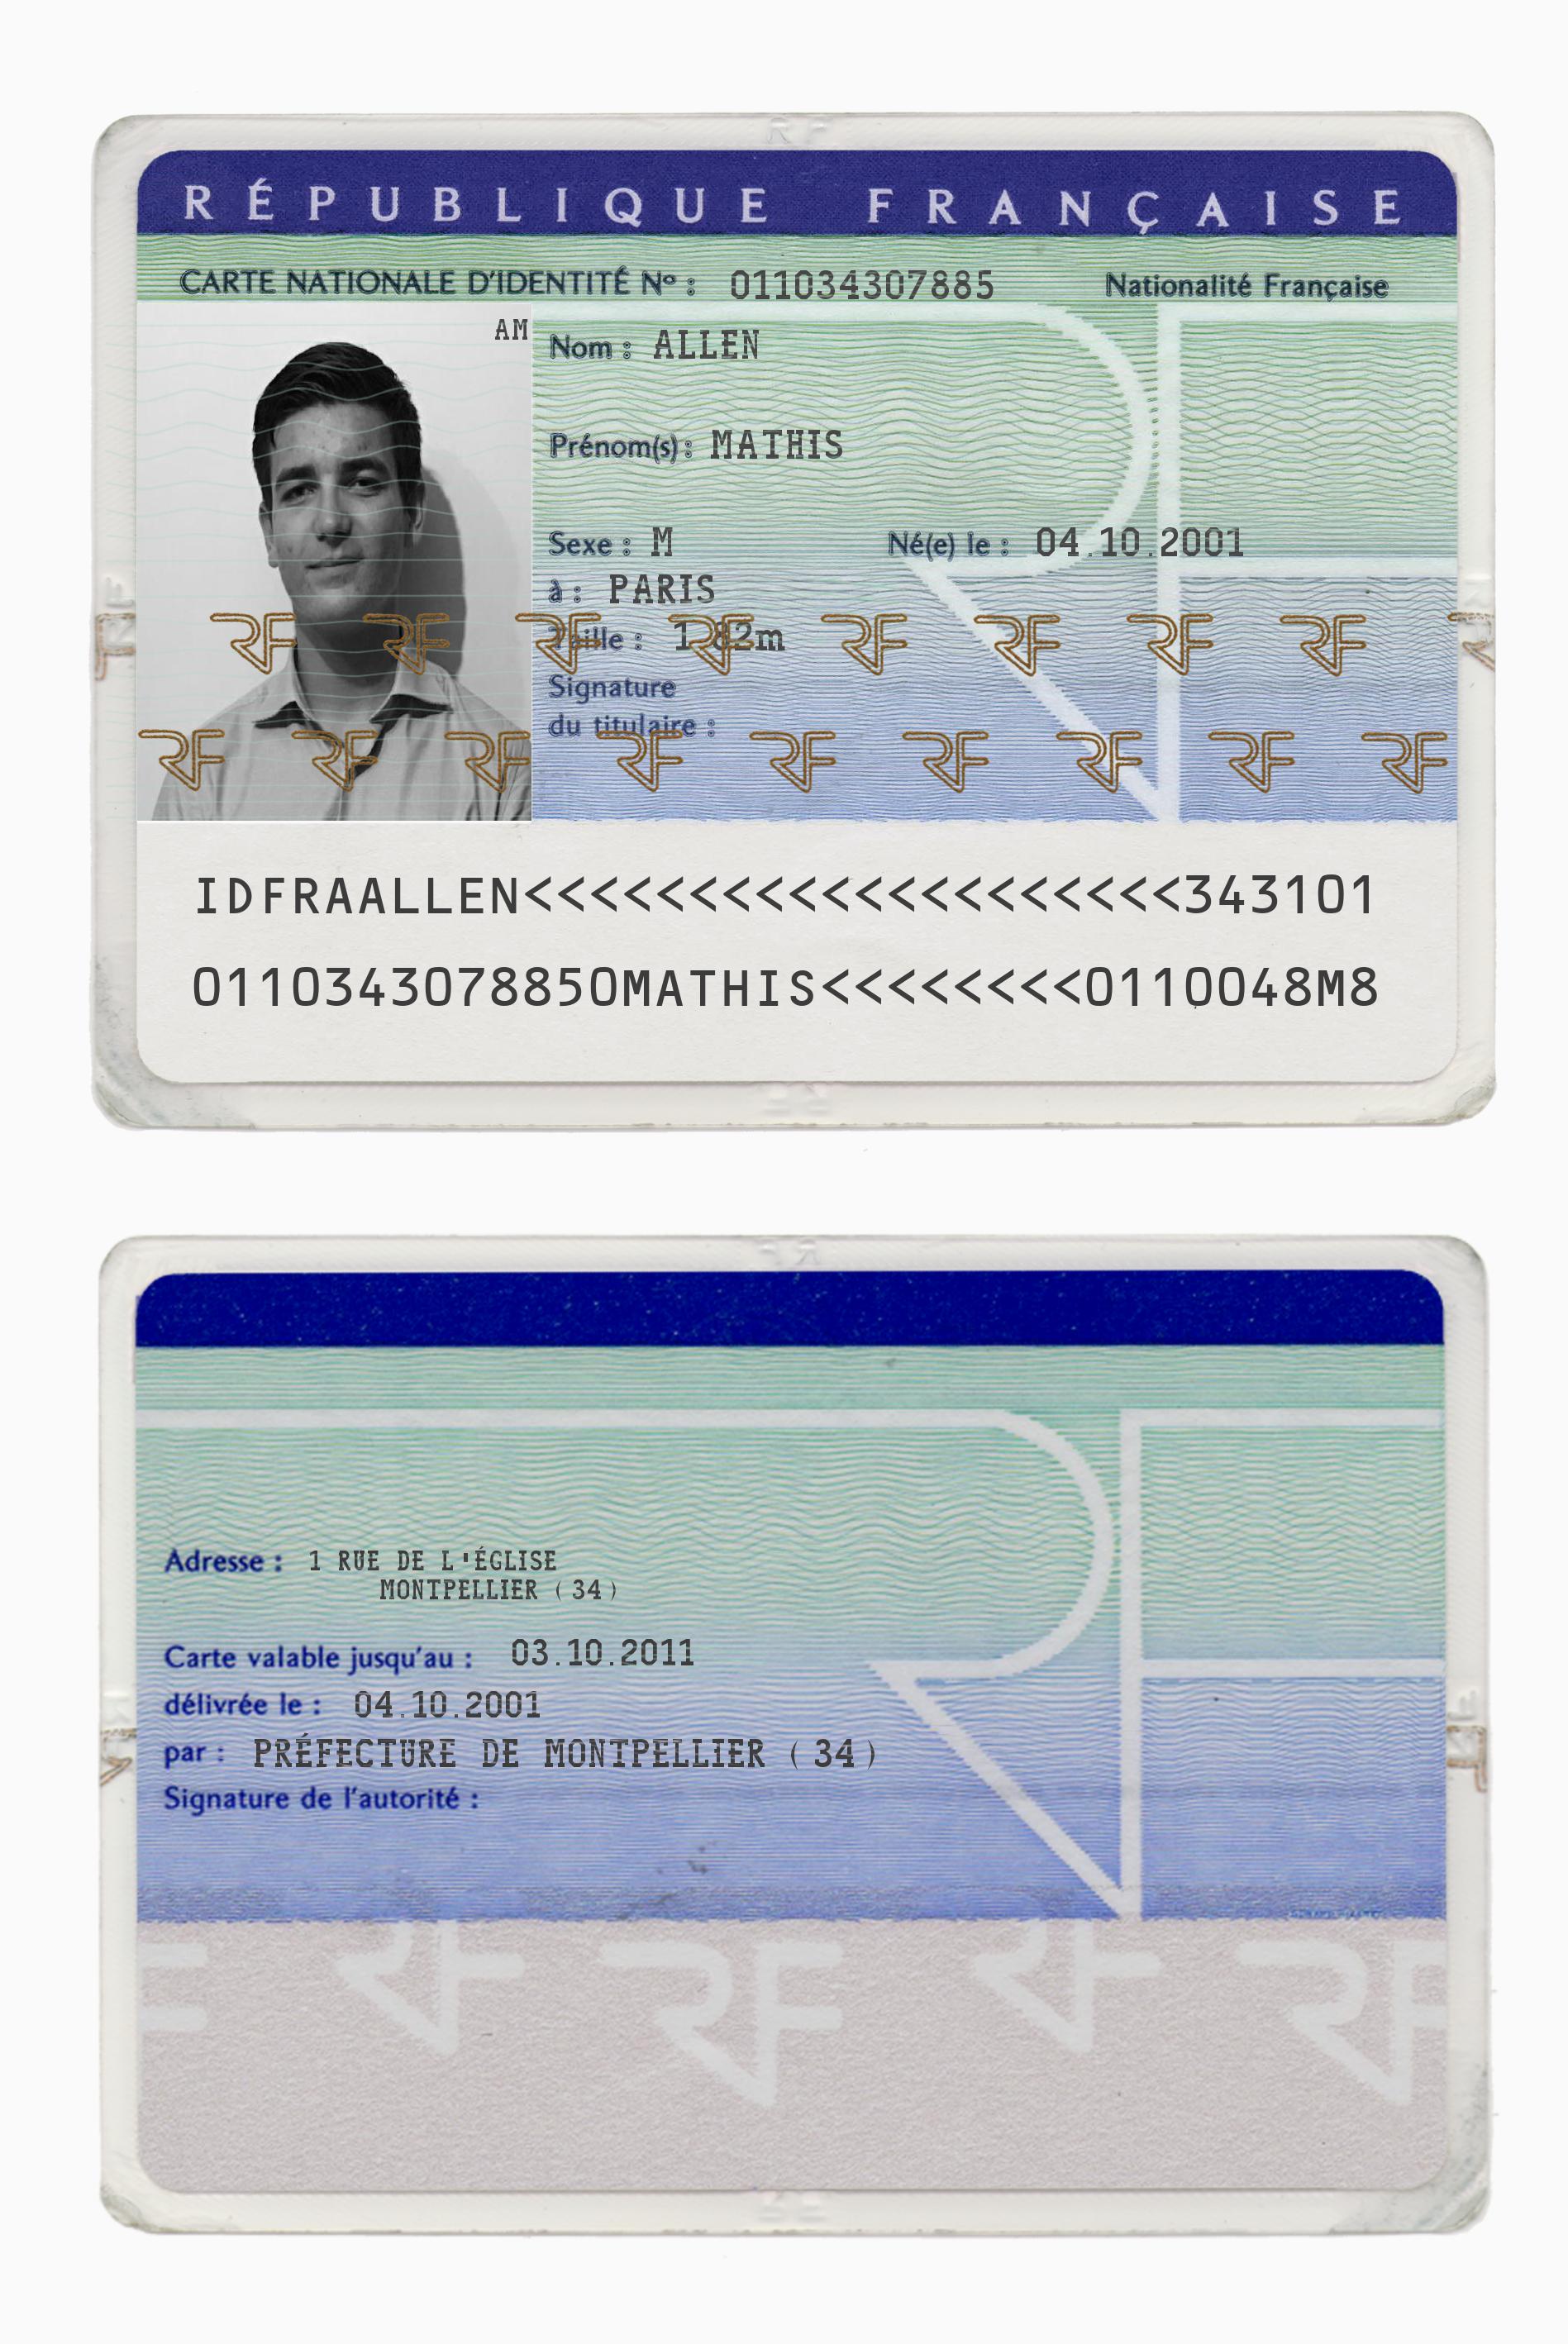 RÉPUBLIQUE FRANÇAISE
CARTE NATIONALE D'IDENTITÉ Nº : 011034307885 Nationalité Française
AM
Nom : ALLEN
Prénom(s) : MATHIS
Sexe : M Né(e) le : 04.10.2001
à : PARIS
Taille : 1.82m
Signature
du titulaire :
IDFRAALLEN<<<<<<<<<<<<<<<<<<<<343101
0110343078850MATHIS<<<<<<<<0110048M8
Adresse : 1 RUE DE L'ÉGLISE
MONTPELLIER (34)
Carte valable jusqu'au : 03.10.2011
délivrée le : 04.10.2001
par : PRÉFECTURE DE MONTPELLIER (34)
Signature de l'autorité :